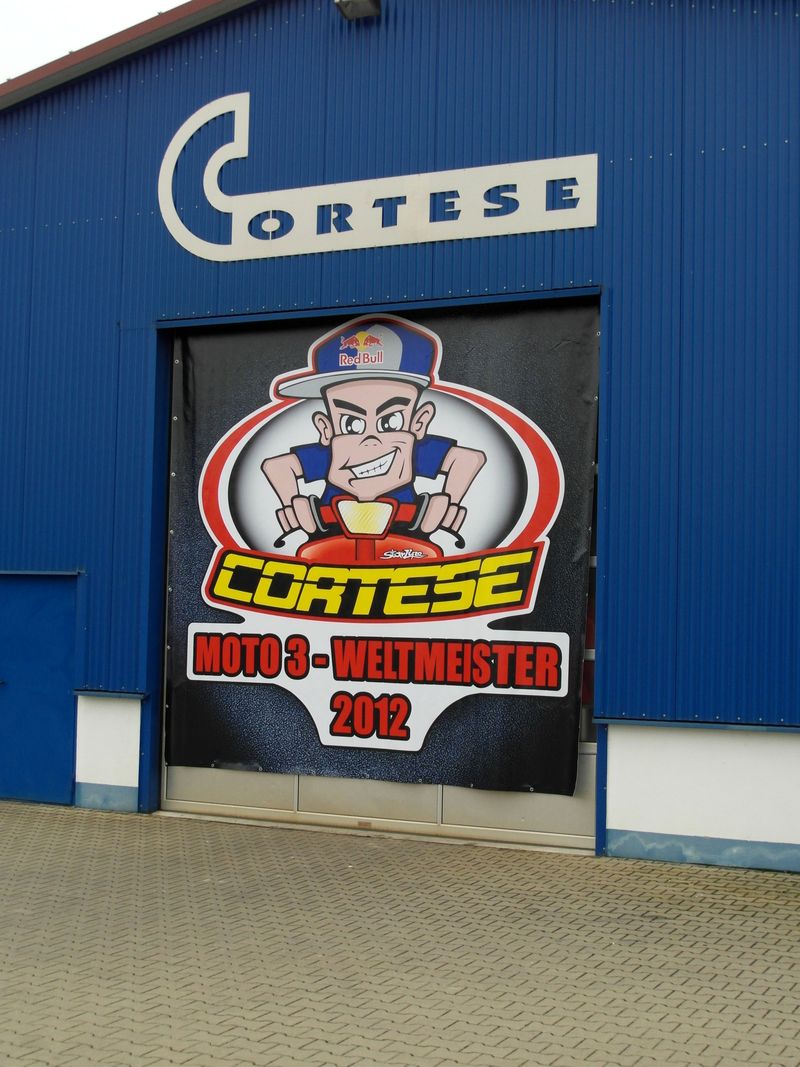 CORTESE
Red Bull
CORTESE
MOTO 3 - WELTMEISTER
2012